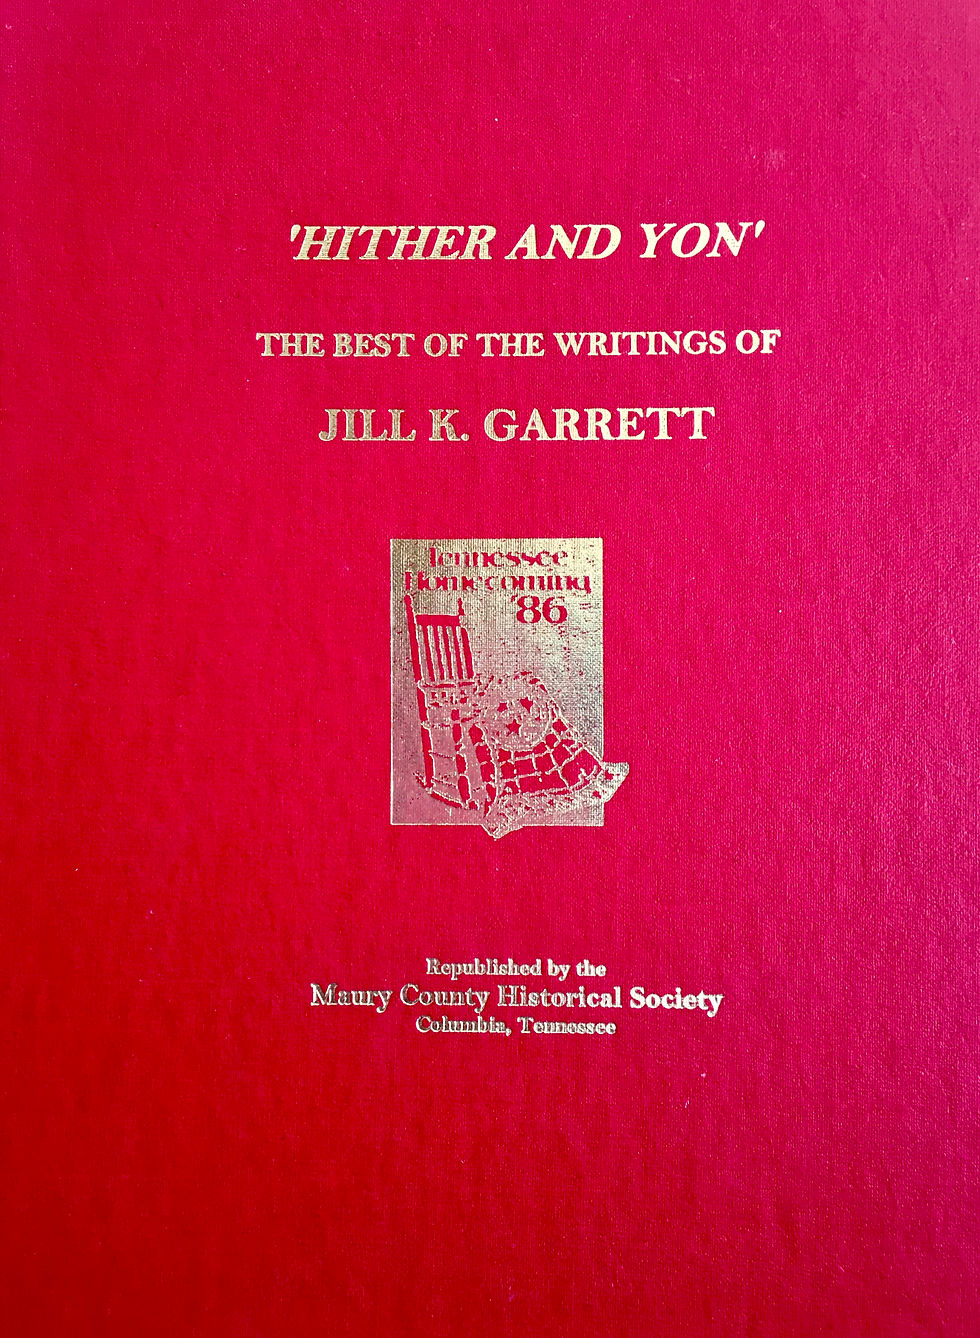 'HITHER AND YON'
THE BEST OF THE WRITINGS OF
JILL K. GARRETT
Tennessee
Homecoming
'86
Republished by the
Maury County Historical Society
Columbia, Tennessee